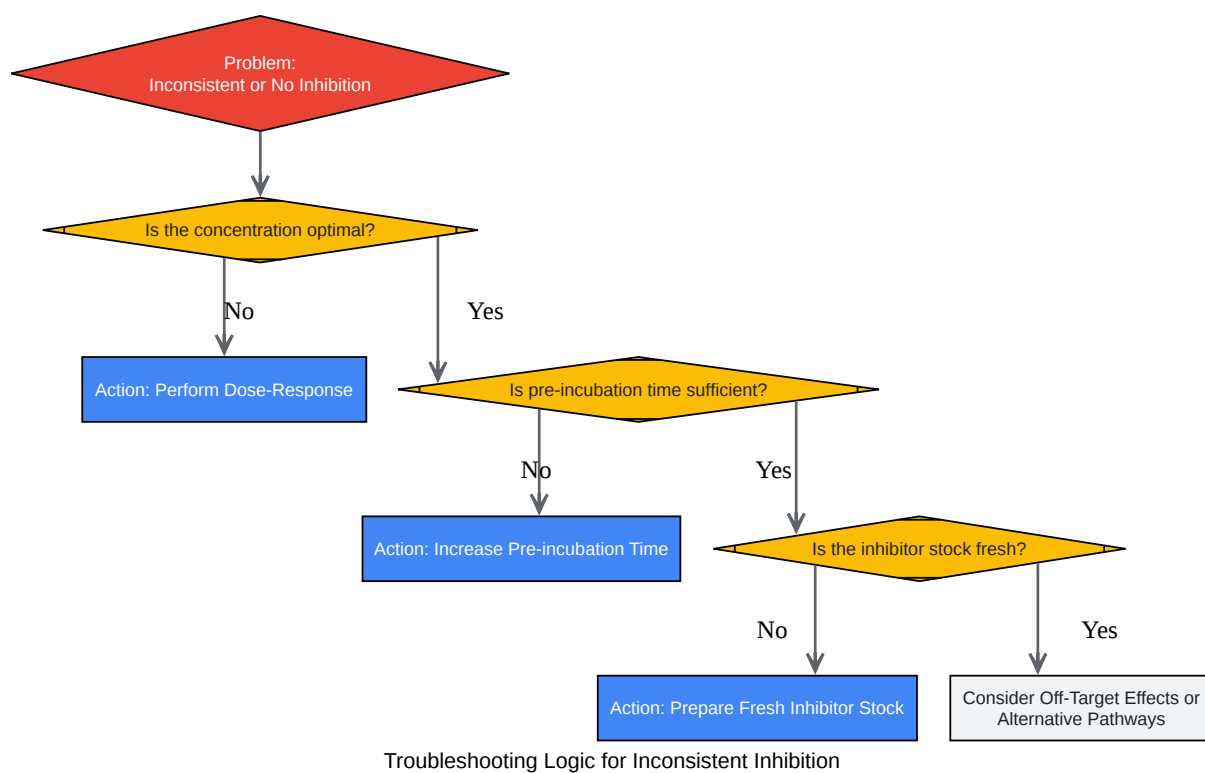 Problem:
Inconsistent or No Inhibition
Is the concentration optimal?
No
Yes
Action: Perform Dose-Response
Is pre-incubation time sufficient?
No
Yes
Action: Increase Pre-incubation Time
Is the inhibitor stock fresh?
No
Yes
Action: Prepare Fresh Inhibitor Stock
Consider Off-Target Effects or
Alternative Pathways
Troubleshooting Logic for Inconsistent Inhibition